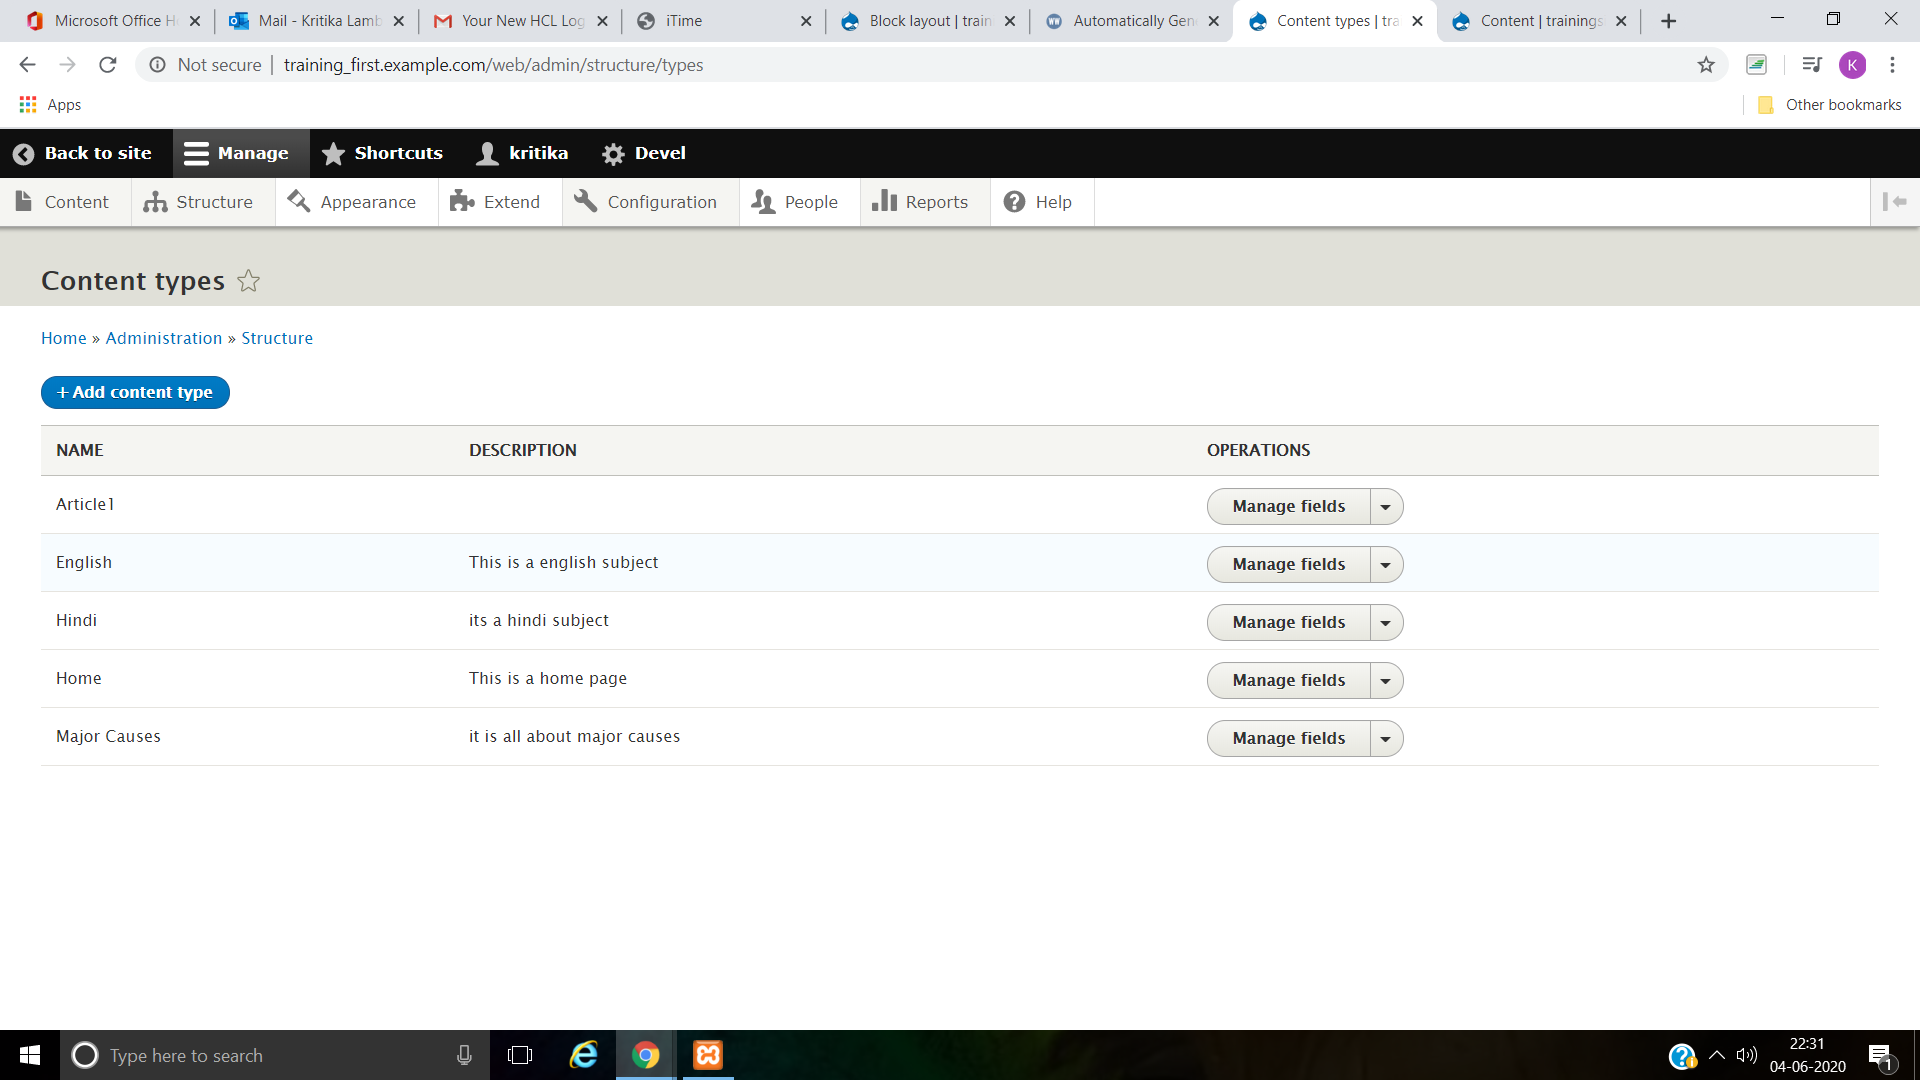 Microsoft Office H
Mail - Kritika Lamb
Your New HCL Log
iTime
Block layout | train
Automatically Gen
Content types | tra
Content | trainings
Not secure
training_first.example.com/web/admin/structure/types
K
Apps
Other bookmarks
Back to site
Manage
Shortcuts
kritika
Devel
Content
Structure
Appearance
Extend
Configuration
People
Reports
Help
Content types
Home » Administration » Structure
+ Add content type
NAME DESCRIPTION OPERATIONS
Article1 Manage fields
English This is a english subject Manage fields
Hindi its a hindi subject Manage fields
Home This is a home page Manage fields
Major Causes it is all about major causes Manage fields
Type here to search
22:31
04-06-2020
1